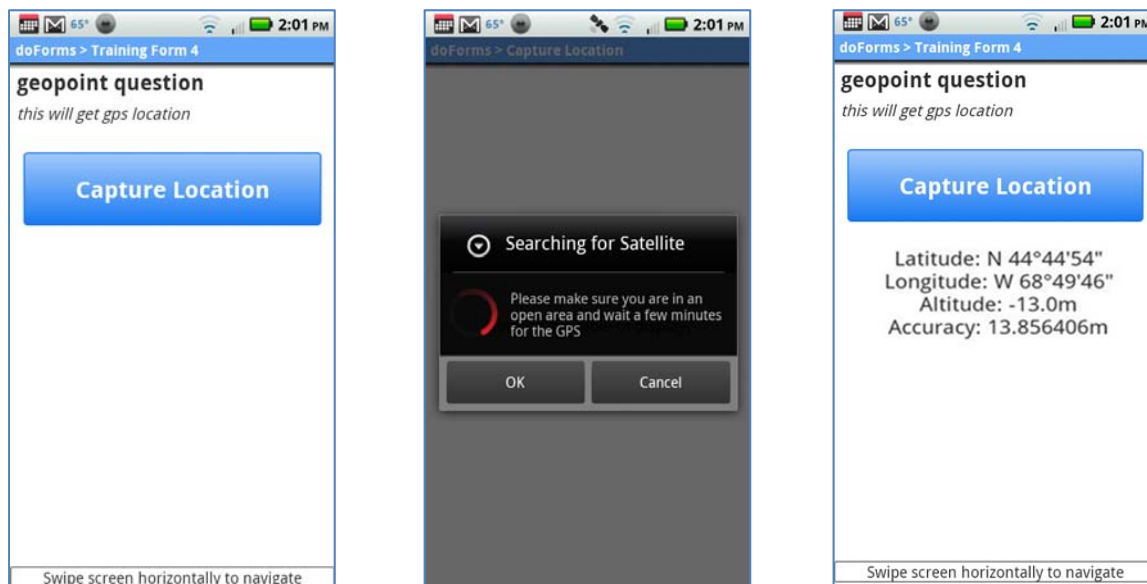 65° 2:01 PM
doForms > Training Form 4
geopoint question
this will get gps location
Capture Location
Swipe screen horizontally to navigate
65° 2:01 PM
doForms > Capture Location
Searching for Satellite
Please make sure you are in an
open area and wait a few minutes
for the GPS
OK Cancel
65° 2:01 PM
doForms > Training Form 4
geopoint question
this will get gps location
Capture Location
Latitude: N 44°44'54"
Longitude: W 68°49'46"
Altitude: -13.0m
Accuracy: 13.856406m
Swipe screen horizontally to navigate